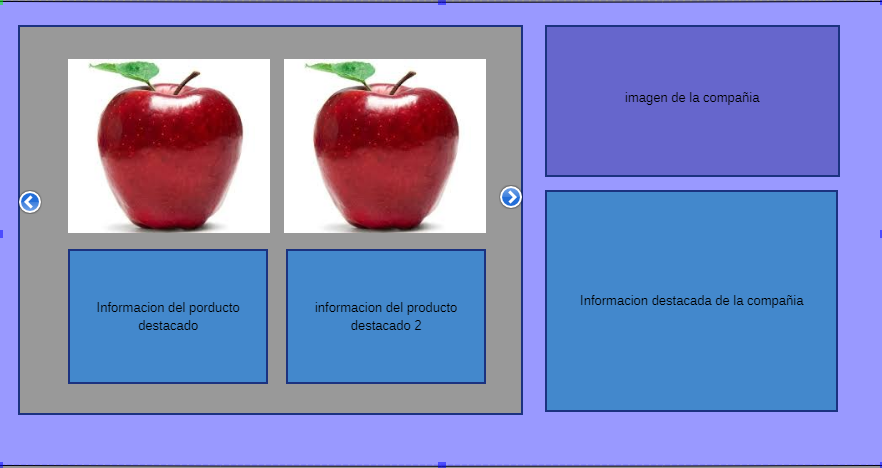 imagen de la compañia
Informacion del porducto
destacado
informacion del producto
destacado 2
Informacion destacada de la compañia